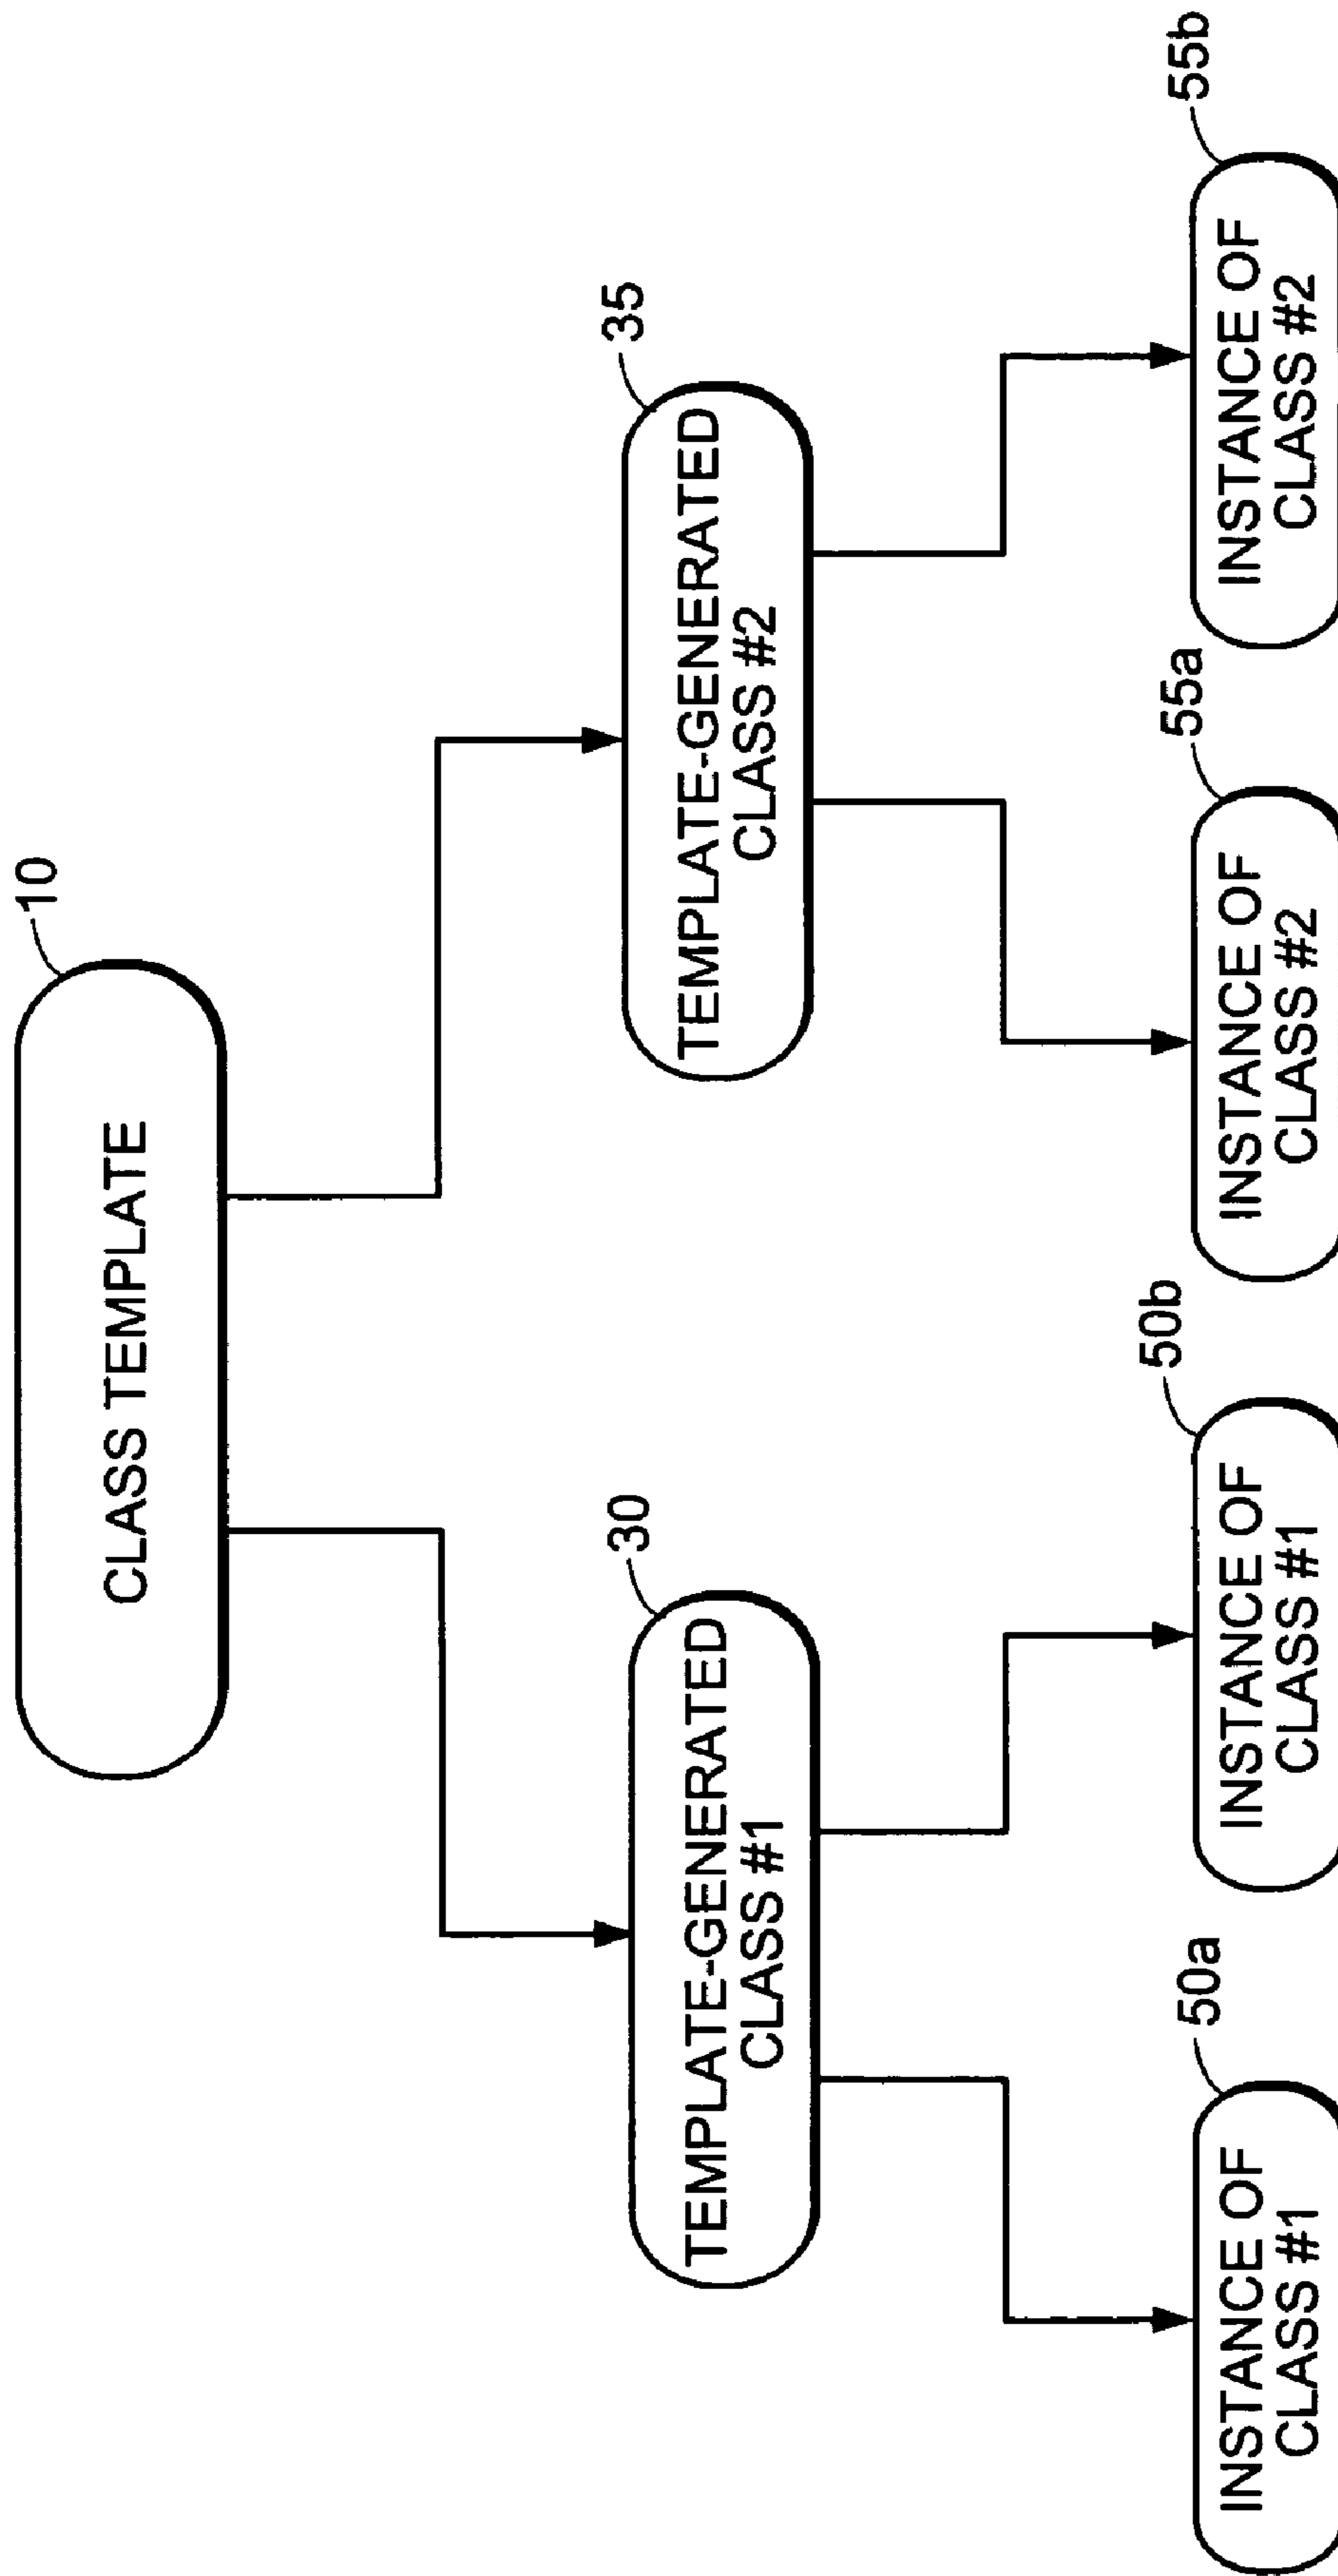 10
CLASS TEMPLATE
30
TEMPLATE-GENERATED
CLASS #1
35
TEMPLATE-GENERATED
CLASS #2
50a
INSTANCE OF
CLASS #1
50b
INSTANCE OF
CLASS #1
55a
INSTANCE OF
CLASS #2
55b
INSTANCE OF
CLASS #2